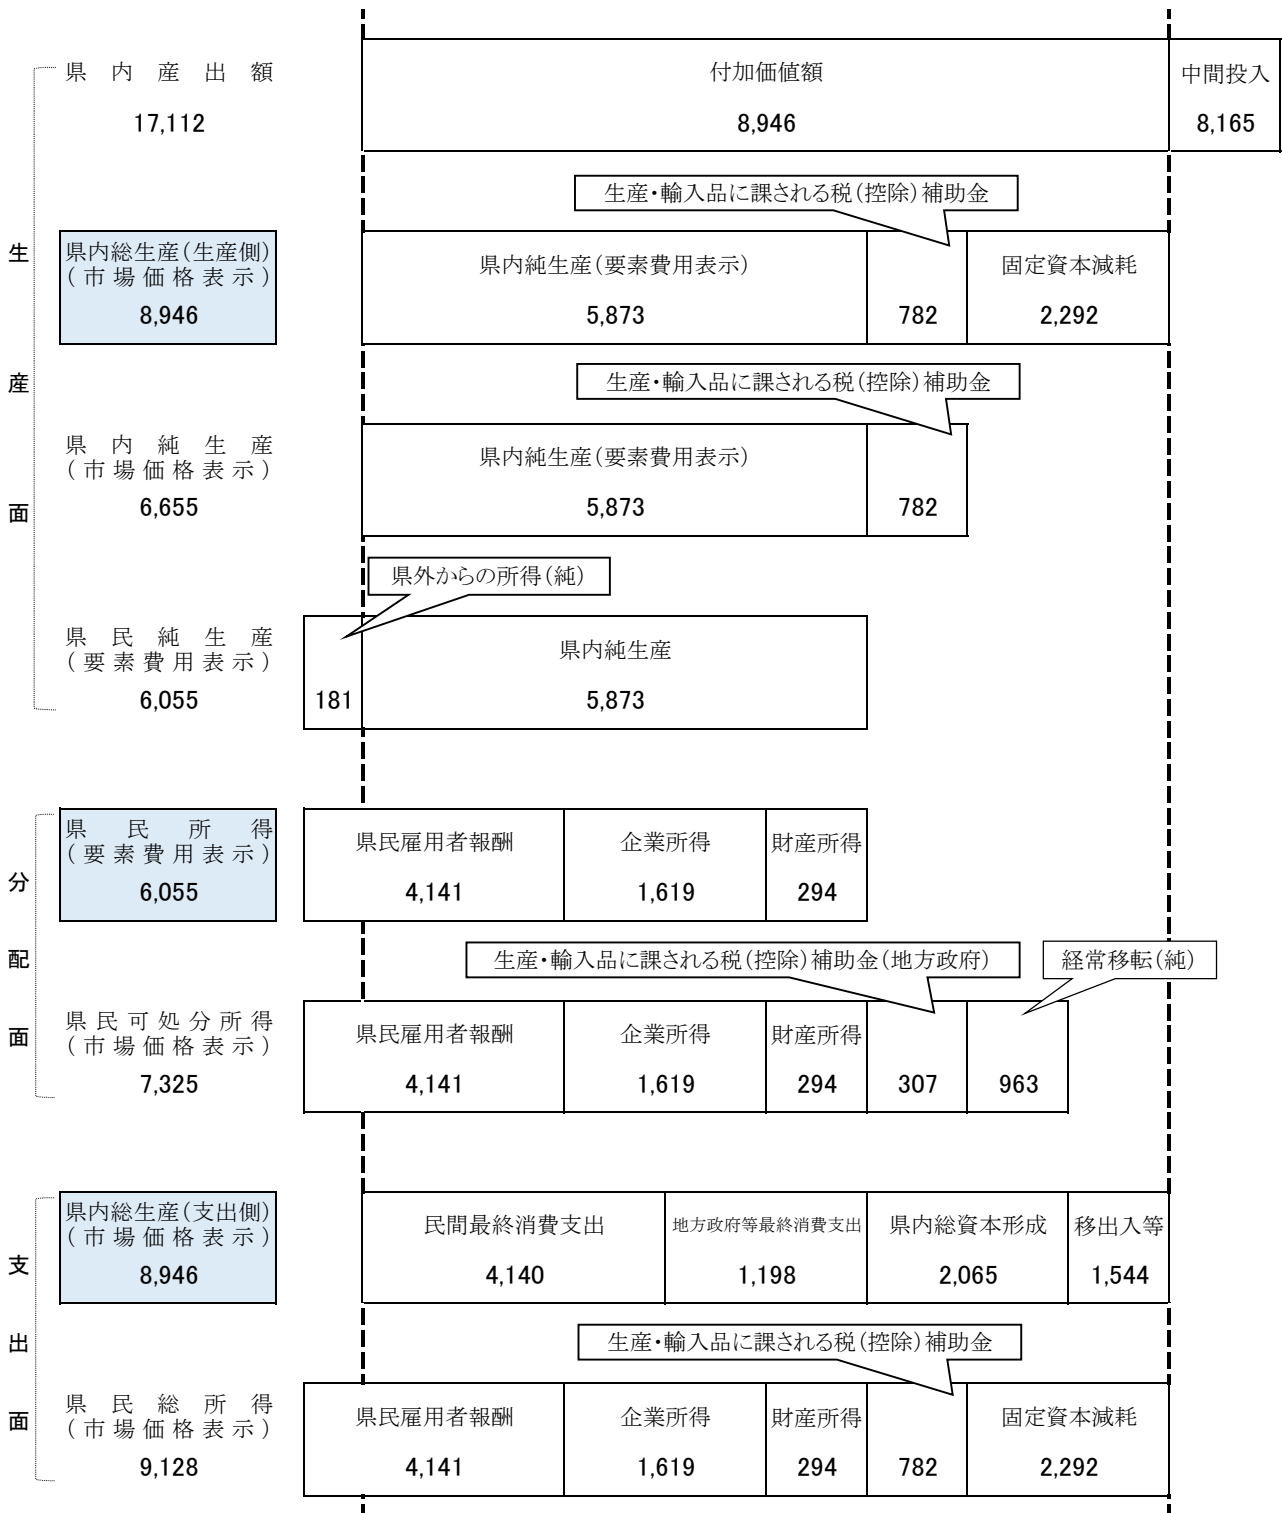 生産面
県内産出額
17,112
付加価値額
8,946
中間投入
8,165
生産・輸入品に課される税(控除)補助金
県内総生産(生産側)
(市場価格表示)
8,946
県内純生産(要素費用表示)
5,873
782
固定資本減耗
2,292
生産・輸入品に課される税(控除)補助金
県内純生産
(市場価格表示)
6,655
県内純生産(要素費用表示)
5,873
782
県外からの所得(純)
県民純生産
(要素費用表示)
6,055
181
県内純生産
5,873
分配面
県民所得
(要素費用表示)
6,055
県民雇用者報酬
4,141
企業所得
1,619
財産所得
294
生産・輸入品に課される税(控除)補助金(地方政府)
経常移転(純)
県民可処分所得
(市場価格表示)
7,325
県民雇用者報酬
4,141
企業所得
1,619
財産所得
294
307
963
支出面
県内総生産(支出側)
(市場価格表示)
8,946
民間最終消費支出
4,140
地方政府等最終消費支出
1,198
県内総資本形成
2,065
移出入等
1,544
生産・輸入品に課される税(控除)補助金
県民総所得
(市場価格表示)
9,128
県民雇用者報酬
4,141
企業所得
1,619
財産所得
294
782
固定資本減耗
2,292